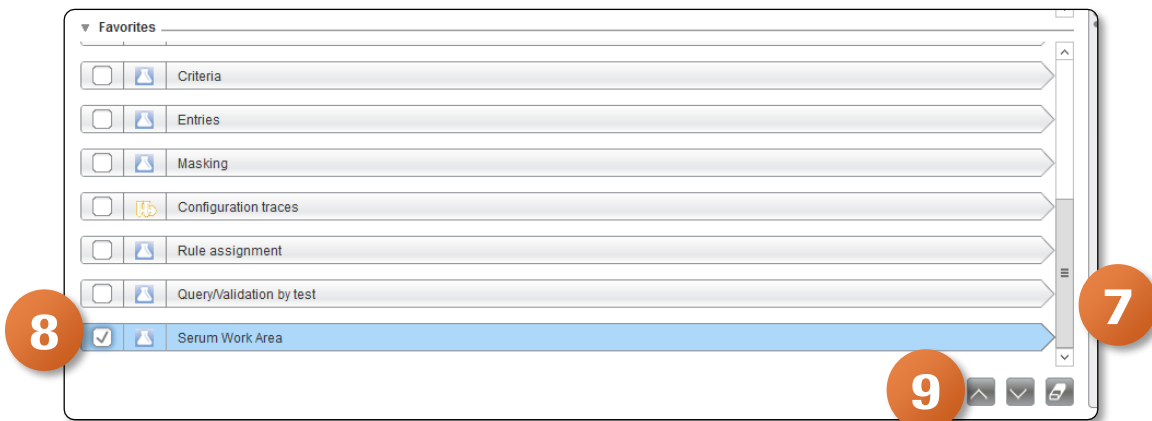 Favorites
Criteria
Entries
Masking
Configuration traces
Rule assignment
Query/Validation by test
7
8
Serum Work Area
9